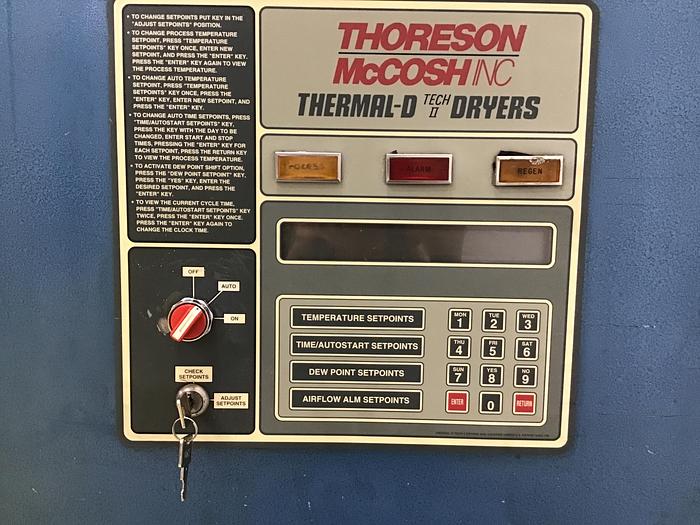 • TO CHANGE SETPOINTS PUT KEY IN THE
"ADJUST SETPOINTS" POSITION.
• TO CHANGE PROCESS TEMPERATURE
SETPOINT, PRESS "TEMPERATURE
SETPOINTS" KEY ONCE, ENTER NEW
SETPOINT, AND PRESS THE "ENTER" KEY.
PRESS THE "ENTER" KEY AGAIN TO VIEW
THE PROCESS TEMPERATURE.
• TO CHANGE AUTO TEMPERATURE
SETPOINT, PRESS "TEMPERATURE
SETPOINTS" KEY ONCE, PRESS THE
"ENTER" KEY, ENTER NEW SETPOINT, AND
PRESS THE "ENTER" KEY.
• TO CHANGE AUTO TIME SETPOINTS, PRESS
"TIME/AUTOSTART SETPOINTS" KEY,
PRESS THE KEY WITH THE DAY TO BE
CHANGED, ENTER START AND STOP
TIMES, PRESSING THE "ENTER" KEY FOR
EACH SETPOINT, PRESS THE RETURN KEY
TO VIEW THE PROCESS TEMPERATURE.
• TO ACTIVATE DEW POINT SHIFT OPTION,
PRESS THE "DEW POINT SETPOINT" KEY,
PRESS THE "YES" KEY, ENTER THE
DESIRED SETPOINT, AND PRESS THE
"ENTER" KEY.
• TO VIEW THE CURRENT CYCLE TIME,
PRESS "TIME/AUTOSTART SETPOINTS" KEY
TWICE, PRESS THE "ENTER" KEY ONCE.
PRESS THE "ENTER" KEY AGAIN TO
CHANGE THE CLOCK TIME.
THORESON
McCOSH INC
THERMAL-D TECH II DRYERS
PROCESS ALARM REGEN
OFF
AUTO
ON
CHECK
SETPOINTS
ADJUST
SETPOINTS
TEMPERATURE SETPOINTS
TIME/AUTOSTART SETPOINTS
DEW POINT SETPOINTS
AIRFLOW ALM SETPOINTS
MON TUE WED
1 2 3
THU FRI SAT
4 5 6
SUN YES NO
7 8 9
ENTER 0 RETURN